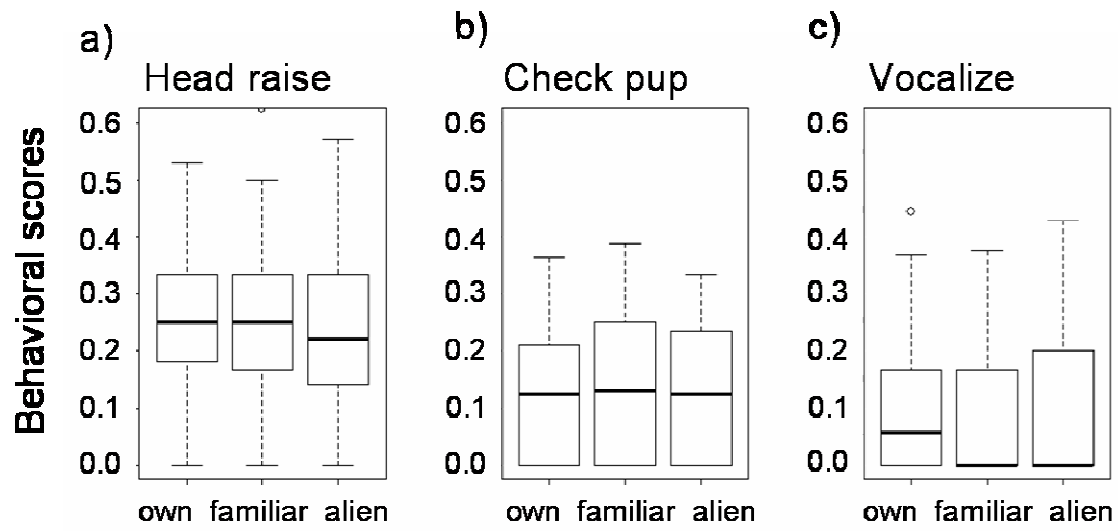 a)
Head raise
0.6
0.5
0.4
0.3
0.2
0.1
0.0
own familiar alien
b)
Check pup
0.6
0.5
0.4
0.3
0.2
0.1
0.0
own familiar alien
c)
Vocalize
0.6
0.5
0.4
0.3
0.2
0.1
0.0
own familiar alien
Behavioral scores